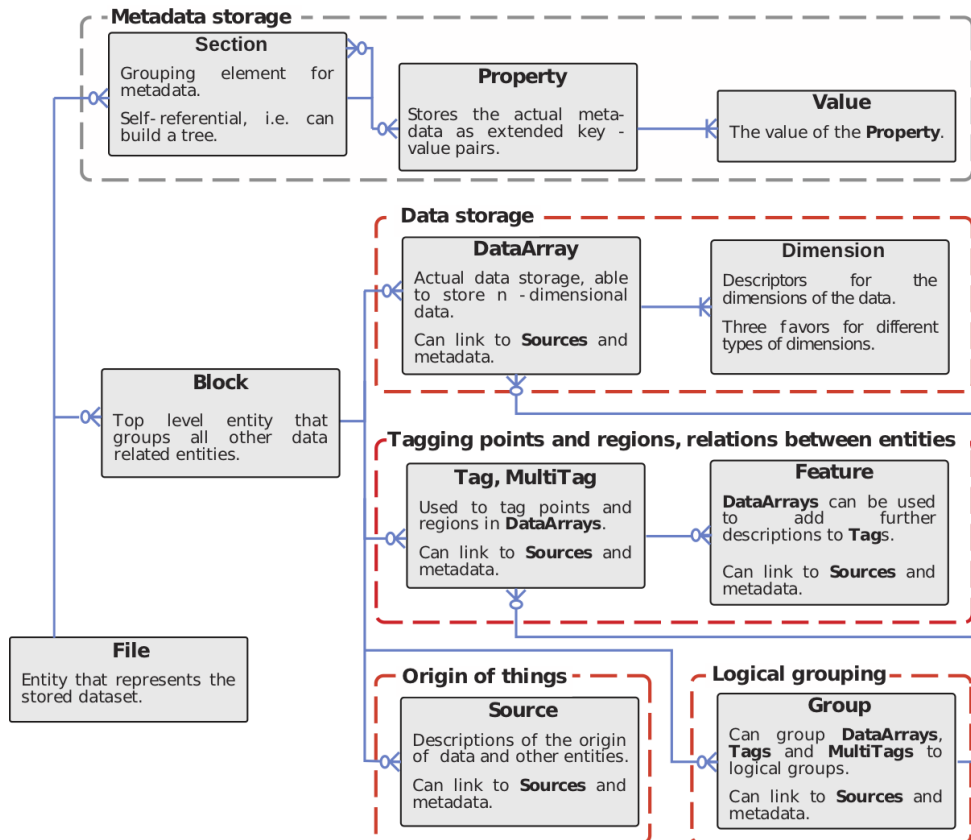 Metadata storage
Section
Grouping element for
metadata.
Self-referential, i.e. can
build a tree.
Property
Stores the actual meta-
data as extended key -
value pairs.
Value
The value of the Property.
Data storage
DataArray
Actual data storage, able
to store n -dimensional
data.
Can link to Sources and
metadata.
Dimension
Descriptors for the
dimensions of the data.
Three f avors for different
types of dimensions.
Block
Top level entity that
groups all other data
related entities.
Tagging points and regions, relations between entities
Tag, MultiTag
Used to tag points and
regions in DataArrays.
Can link to Sources and
metadata.
Feature
DataArrays can be used
to add further
descriptions to Tags.
Can link to Sources and
metadata.
File
Entity that represents the
stored dataset.
Origin of things
Source
Descriptions of the origin
of data and other entities.
Can link to Sources and
metadata.
Logical grouping
Group
Can group DataArrays,
Tags and MultiTags to
logical groups.
Can link to Sources and
metadata.